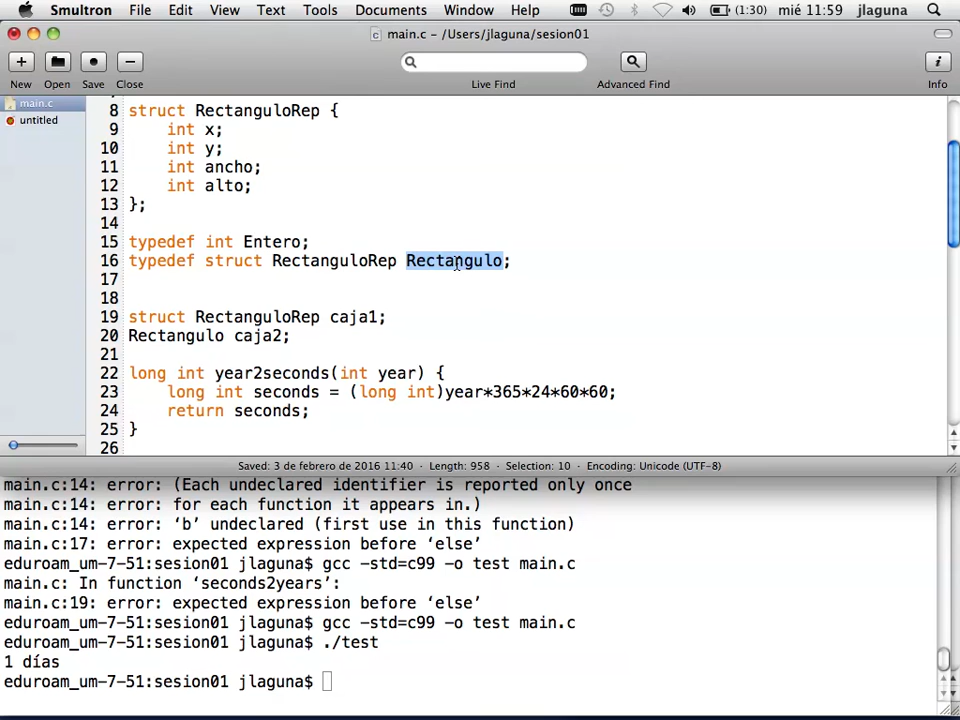 Smultron File Edit View Text Tools Documents Window Help (1:30) mié 11:59 jlaguna
main.c – /Users/jlaguna/sesion01
New Open Save Close Live Find Advanced Find Info
main.c
untitled
8 struct RectanguloRep {
9 int x;
10 int y;
11 int ancho;
12 int alto;
13 };
14
15 typedef int Entero;
16 typedef struct RectanguloRep Rectangulo;
17
18
19 struct RectanguloRep caja1;
20 Rectangulo caja2;
21
22 long int year2seconds(int year) {
23 long int seconds = (long int)year*365*24*60*60;
24 return seconds;
25 }
26
Saved: 3 de febrero de 2016 11:40 · Length: 958 · Selection: 10 · Encoding: Unicode (UTF-8)
main.c:14: error: (Each undeclared identifier is reported only once
main.c:14: error: for each function it appears in.)
main.c:14: error: ‘b’ undeclared (first use in this function)
main.c:17: error: expected expression before ‘else’
eduroam_um-7-51:sesion01 jlaguna$ gcc -std=c99 -o test main.c
main.c: In function ‘seconds2years’:
main.c:19: error: expected expression before ‘else’
eduroam_um-7-51:sesion01 jlaguna$ gcc -std=c99 -o test main.c
eduroam_um-7-51:sesion01 jlaguna$ ./test
1 días
eduroam_um-7-51:sesion01 jlaguna$